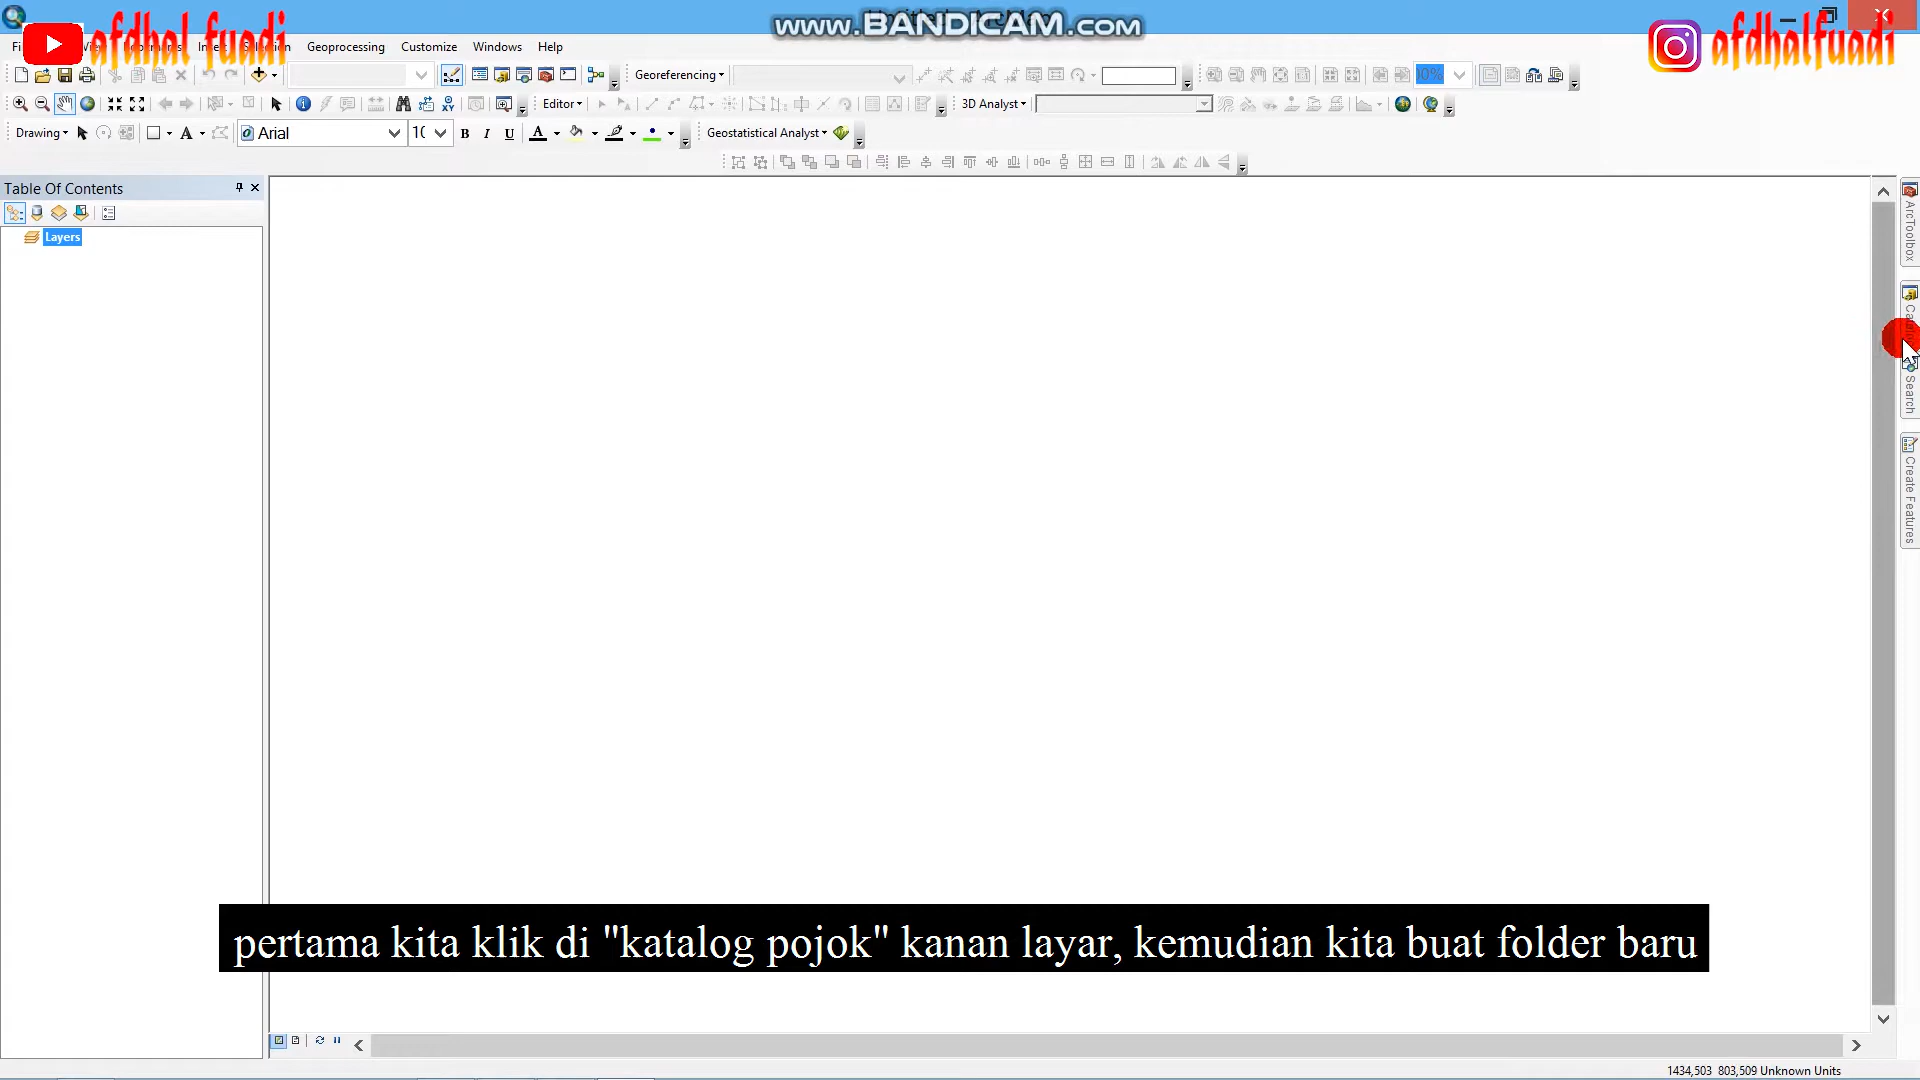 www.BANDICAM.com
afdhal fuadi
afdhalfuadi
Geoprocessing
Customize
Windows
Help
Georeferencing
Editor
3D Analyst
Drawing
Arial
10
B I U A
Geostatistical Analyst
Table Of Contents
Layers
ArcToolbox
Search
Create Features
pertama kita klik di "katalog pojok" kanan layar, kemudian kita buat folder baru
1434,503 803,509 Unknown Units